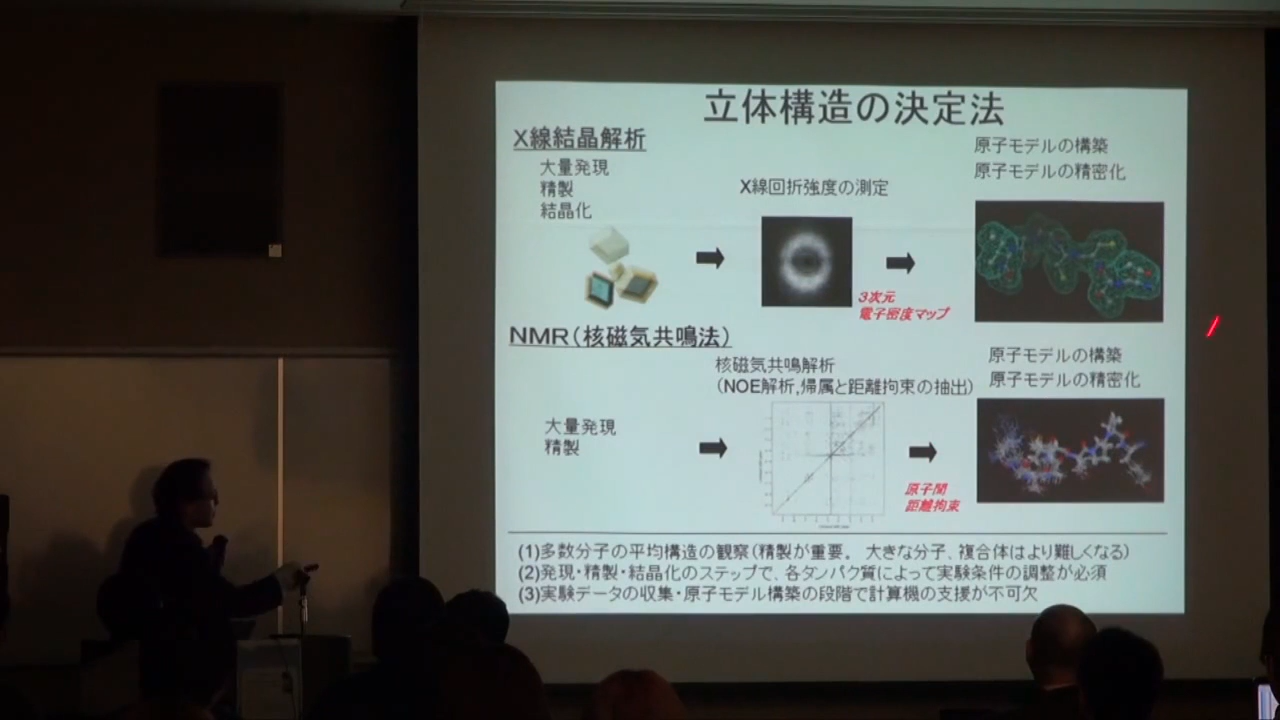 立体構造の決定法
X線結晶解析
大量発現
精製
結晶化
X線回折強度の測定
原子モデルの構築
原子モデルの精密化
3次元
電子密度マップ
NMR(核磁気共鳴法)
核磁気共鳴解析
(NOE解析,帰属と距離拘束の抽出)
原子モデルの構築
原子モデルの精密化
大量発現
精製
原子間
距離拘束
(1)多数分子の平均構造の観察(精製が重要。 大きな分子、複合体はより難しくなる)
(2)発現・精製・結晶化のステップで、各タンパク質によって実験条件の調整が必須
(3)実験データの収集・原子モデル構築の段階で計算機の支援が不可欠